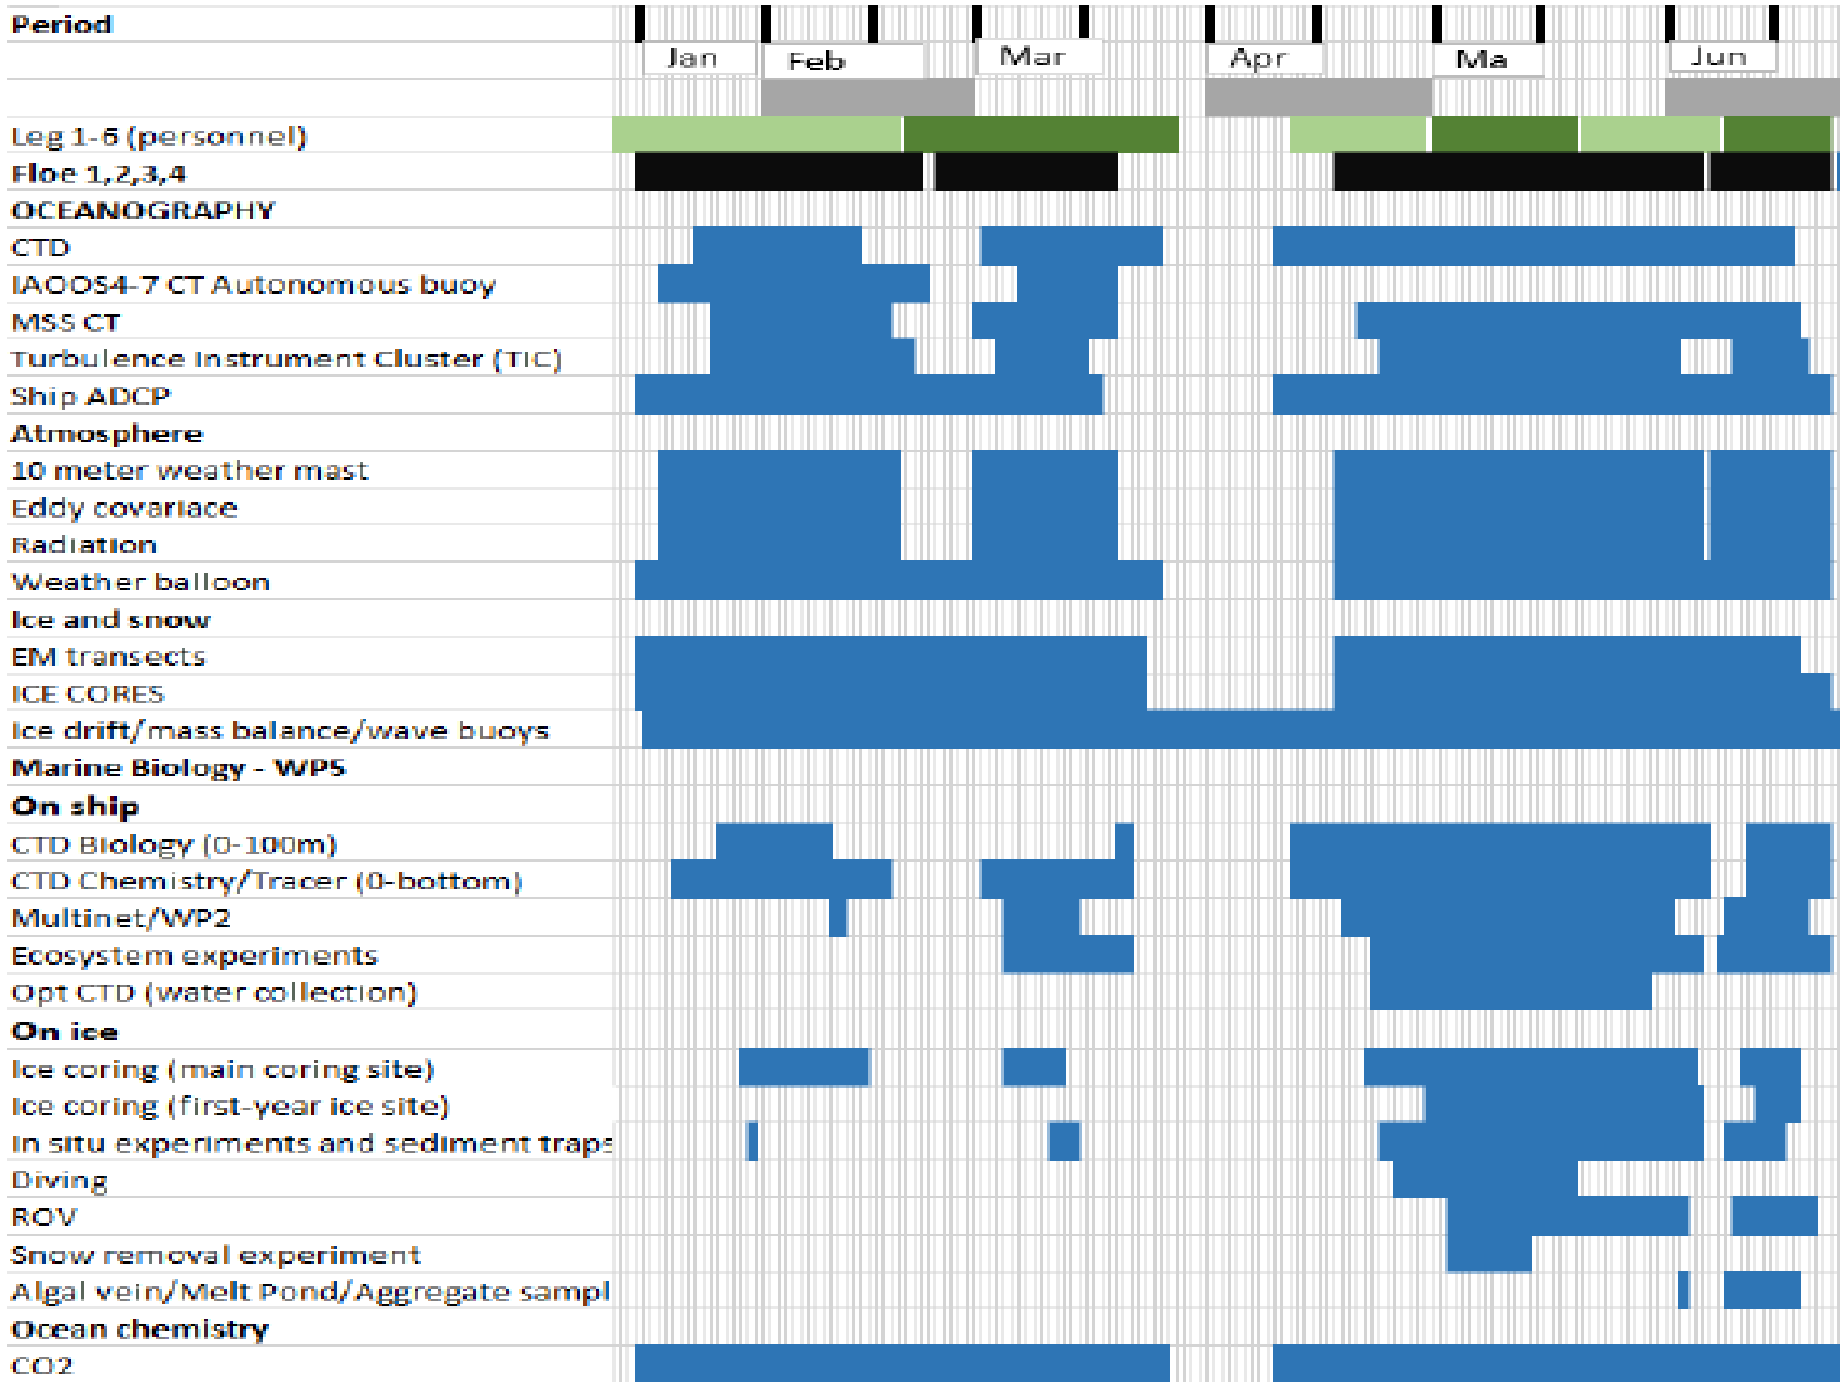 Period
Jan Feb Mar Apr Ma Jun
Leg 1-6 (personnel)
Floe 1,2,3,4
OCEANOGRAPHY
CTD
IAOOS4-7 CT Autonomous buoy
MSS CT
Turbulence Instrument Cluster (TIC)
Ship ADCP
Atmosphere
10 meter weather mast
Eddy covariace
Radiation
Weather balloon
Ice and snow
EM transects
ICE CORES
Ice drift/mass balance/wave buoys
Marine Biology - WP5
On ship
CTD Biology (0-100m)
CTD Chemistry/Tracer (0-bottom)
Multinet/WP2
Ecosystem experiments
Opt CTD (water collection)
On ice
Ice coring (main coring site)
Ice coring (first-year ice site)
In situ experiments and sediment traps
Diving
ROV
Snow removal experiment
Algal vein/Melt Pond/Aggregate sampl
Ocean chemistry
CO2